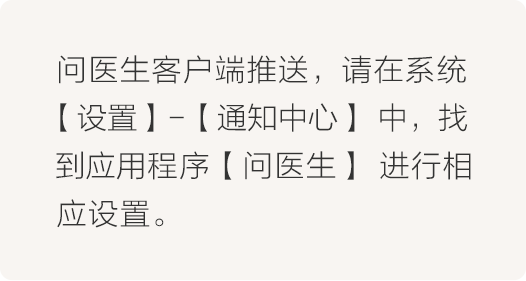 问医生客户端推送，请在系统
【设置】-【通知中心】中，找
到应用程序【问医生】进行相
应设置。